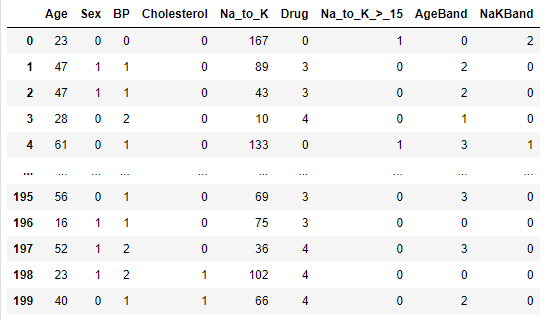 Age Sex BP Cholesterol Na_to_K Drug Na_to_K_>_15 AgeBand NaKBand
0 23 0 0 0 167 0 1 0 2
1 47 1 1 0 89 3 0 2 0
2 47 1 1 0 43 3 0 2 0
3 28 0 2 0 10 4 0 1 0
4 61 0 1 0 133 0 1 3 1
... ... ... ... ... ... ... ... ... ...
195 56 0 1 0 69 3 0 3 0
196 16 1 1 0 75 3 0 0 0
197 52 1 2 0 36 4 0 3 0
198 23 1 2 1 102 4 0 0 0
199 40 0 1 1 66 4 0 2 0